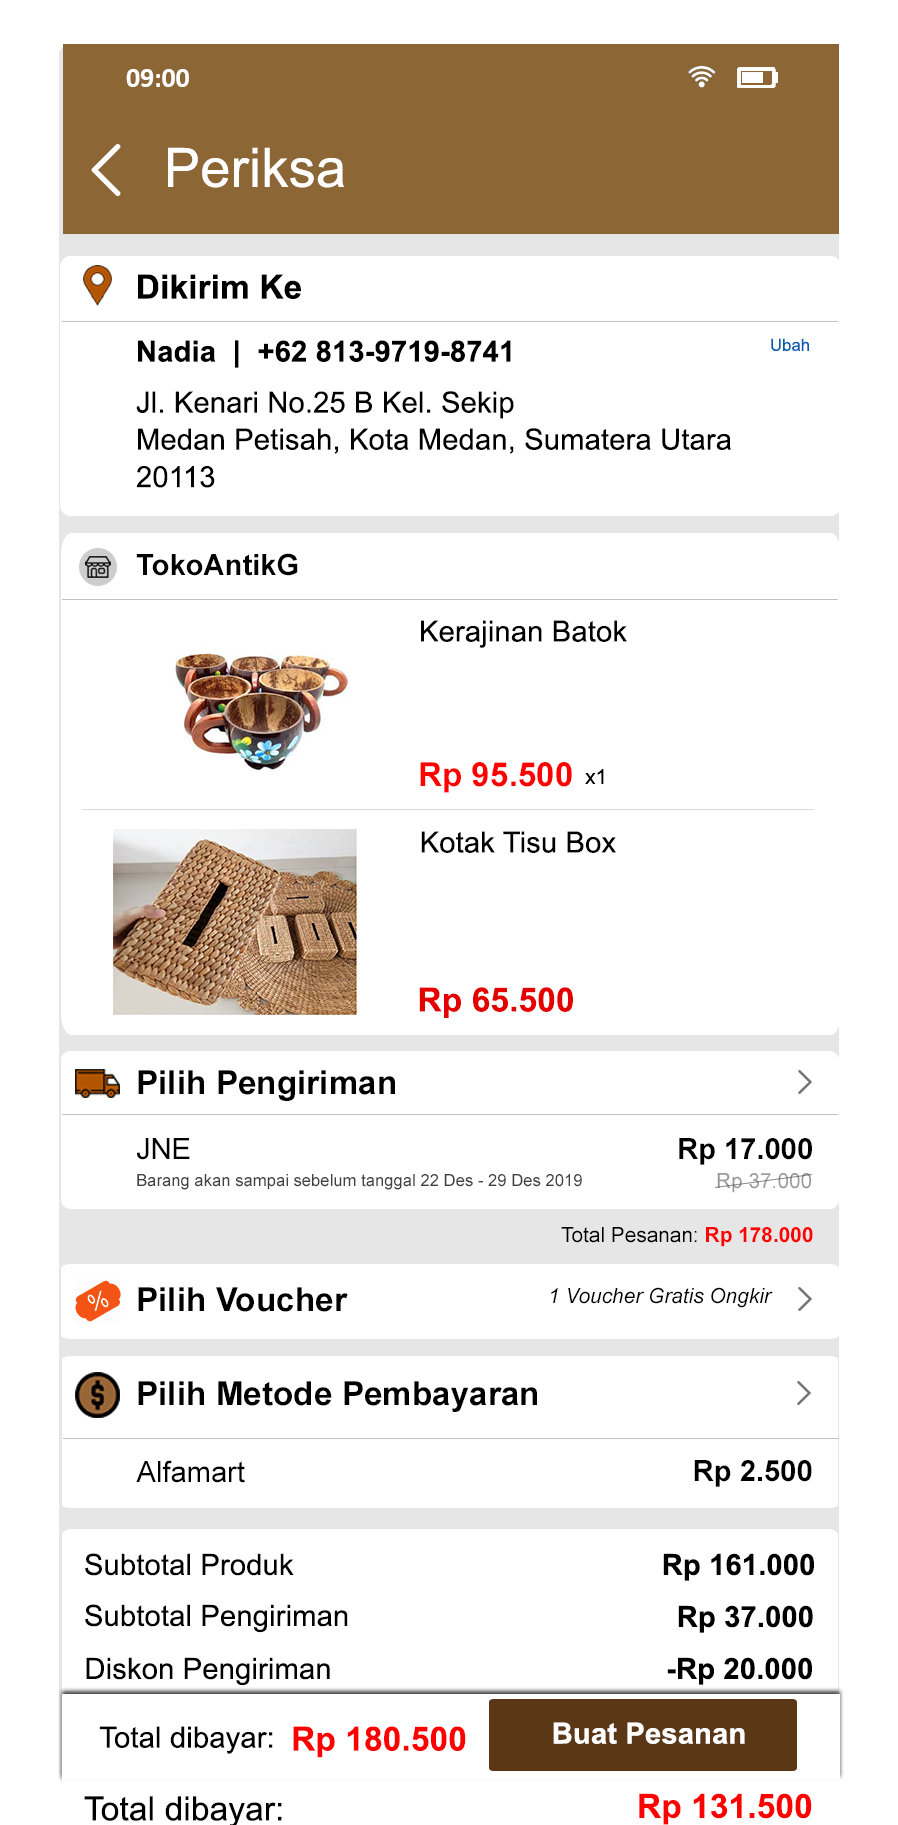 09:00
Periksa
Dikirim Ke
Nadia | +62 813-9719-8741
Ubah
Jl. Kenari No.25 B Kel. Sekip
Medan Petisah, Kota Medan, Sumatera Utara
20113
TokoAntikG
Kerajinan Batok
Rp 95.500 x1
Kotak Tisu Box
Rp 65.500
Pilih Pengiriman
JNE Rp 17.000
Barang akan sampai sebelum tanggal 22 Des - 29 Des 2019 Rp 37.000
Total Pesanan: Rp 178.000
% Pilih Voucher 1 Voucher Gratis Ongkir
$ Pilih Metode Pembayaran
Alfamart Rp 2.500
Subtotal Produk Rp 161.000
Subtotal Pengiriman Rp 37.000
Diskon Pengiriman -Rp 20.000
Total dibayar: Rp 180.500 Buat Pesanan
Total dibayar: Rp 131.500